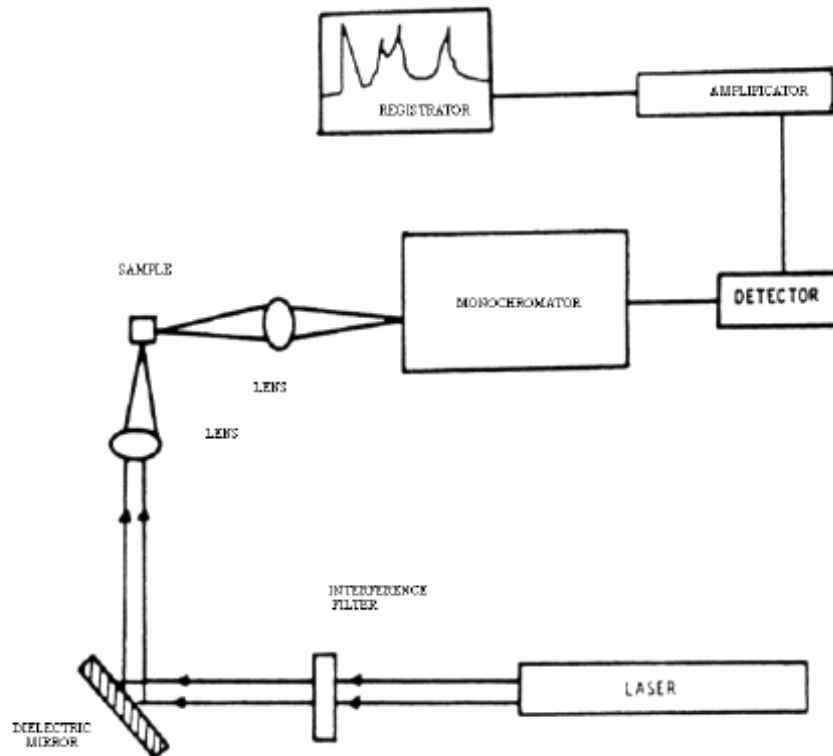 REGISTRATOR
AMPLIFICATOR
SAMPLE
MONOCHROMATOR
DETECTOR
LENS
LENS
INTERFERENCE
FILTER
LASER
DIELECTRIC
MIRROR